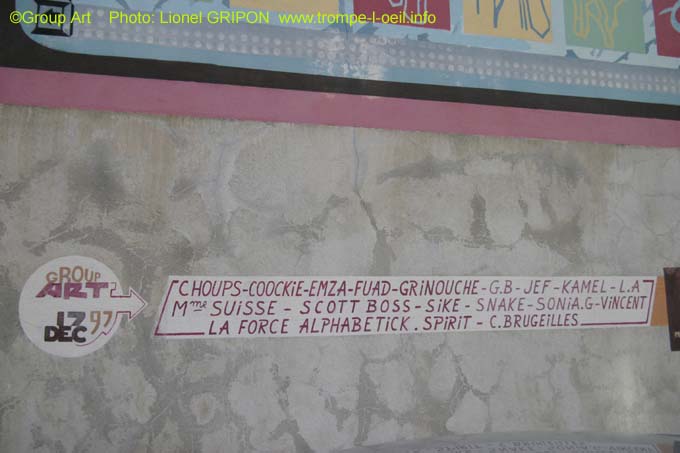 ©Group Art Photo: Lionel GRIPON www.trompe-l-oeil.info
GROUP
ART
17
DEC 97
CHOUPS-COOCKiE-EMZA-FUAD-GRiNOUCHE-G.B-JEF-KAMEL-L.A
Mme SUISSE - SCOTT BOSS - SiKE - SNAKE - SONiA.G-ViNCENT
LA FORCE ALPHABETICK. SPIRIT - C.BRUGEILLES